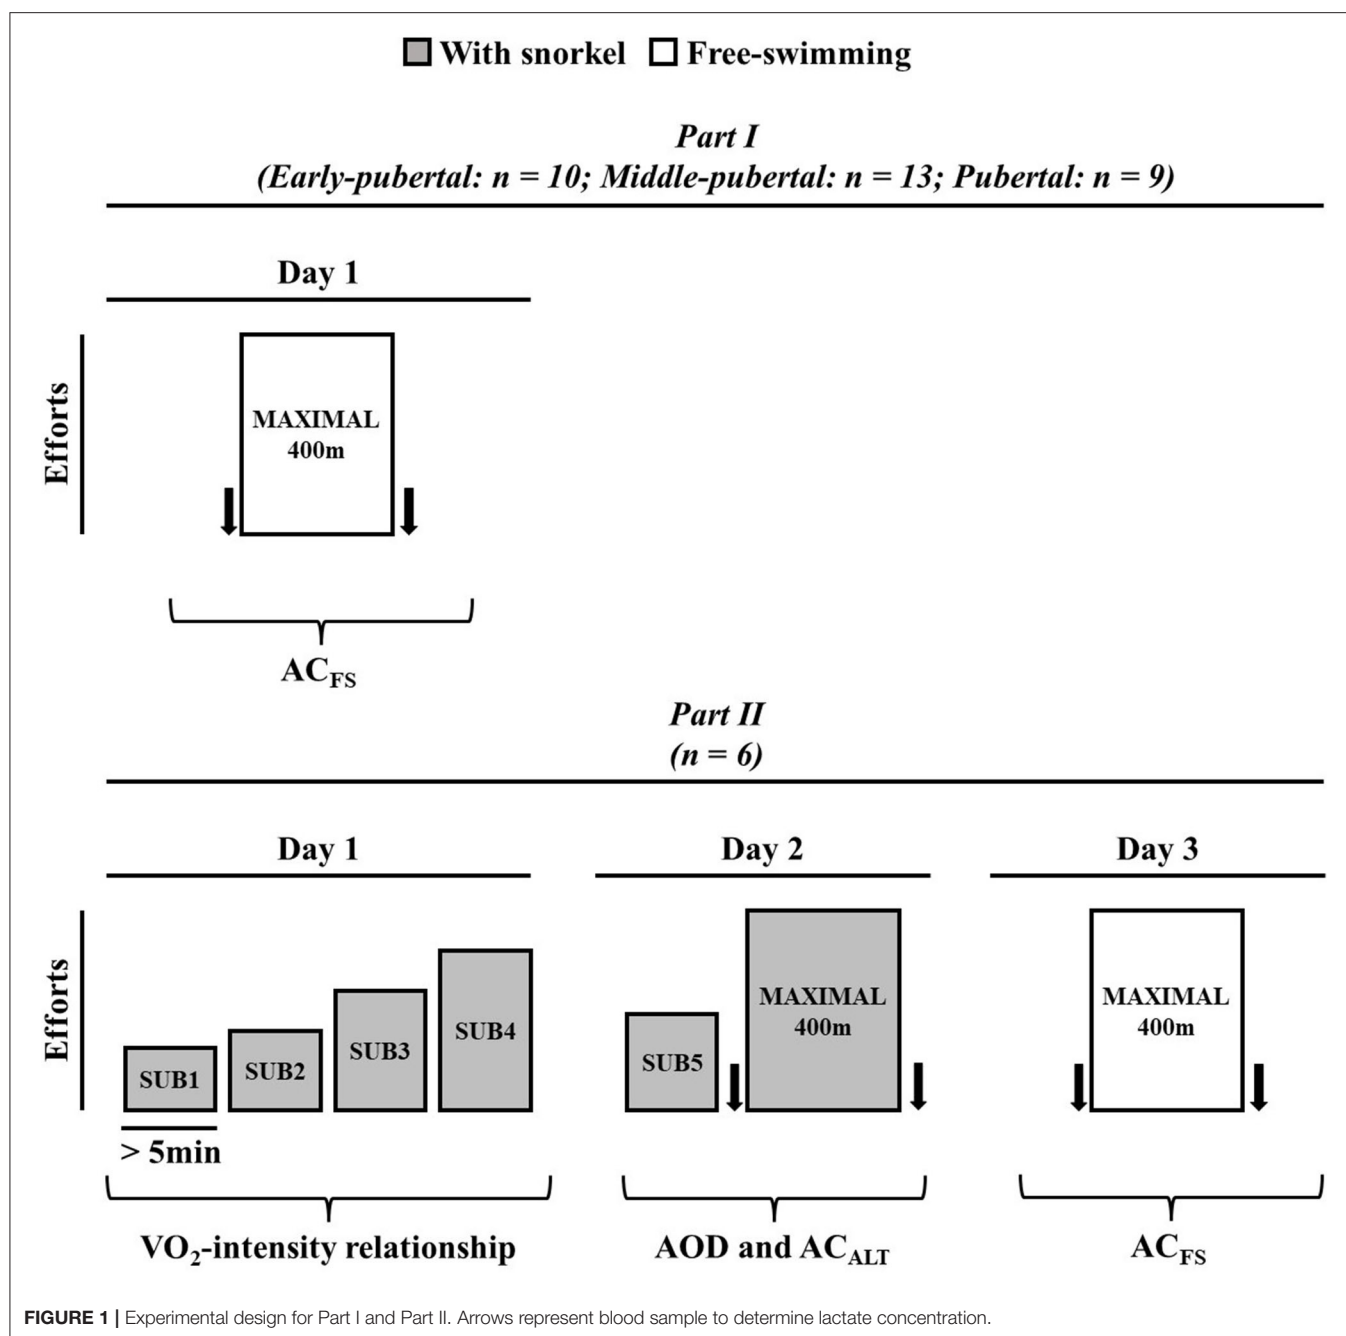 With snorkel Free-swimming
Part I
(Early-pubertal: n = 10; Middle-pubertal: n = 13; Pubertal: n = 9)
Day 1
Efforts
MAXIMAL
400m
AC_FS
Part II
(n = 6)
Day 1
Day 2
Day 3
Efforts
SUB1
SUB2
SUB3
SUB4
> 5min
SUB5
MAXIMAL
400m
MAXIMAL
400m
VO₂-intensity relationship
AOD and AC_ALT
AC_FS
FIGURE 1 | Experimental design for Part I and Part II. Arrows represent blood sample to determine lactate concentration.